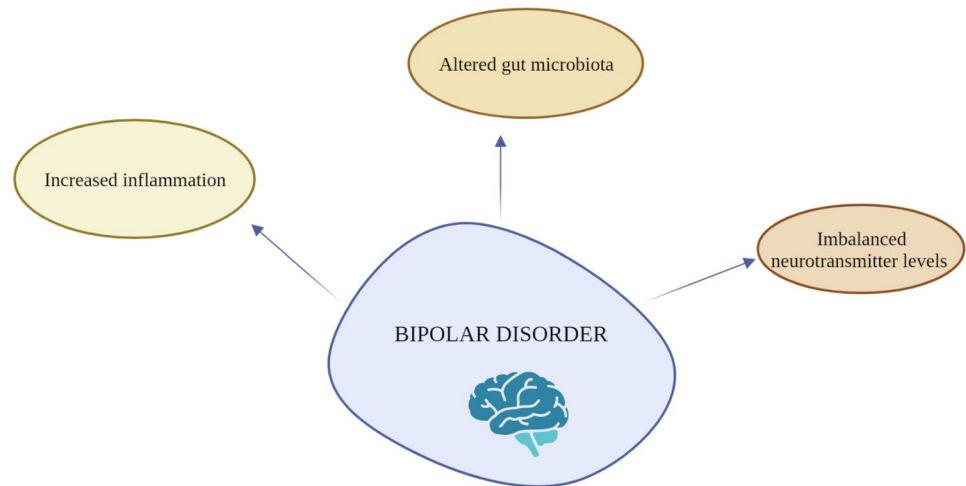 Altered gut microbiota
Increased inflammation
Imbalanced
neurotransmitter levels
BIPOLAR DISORDER